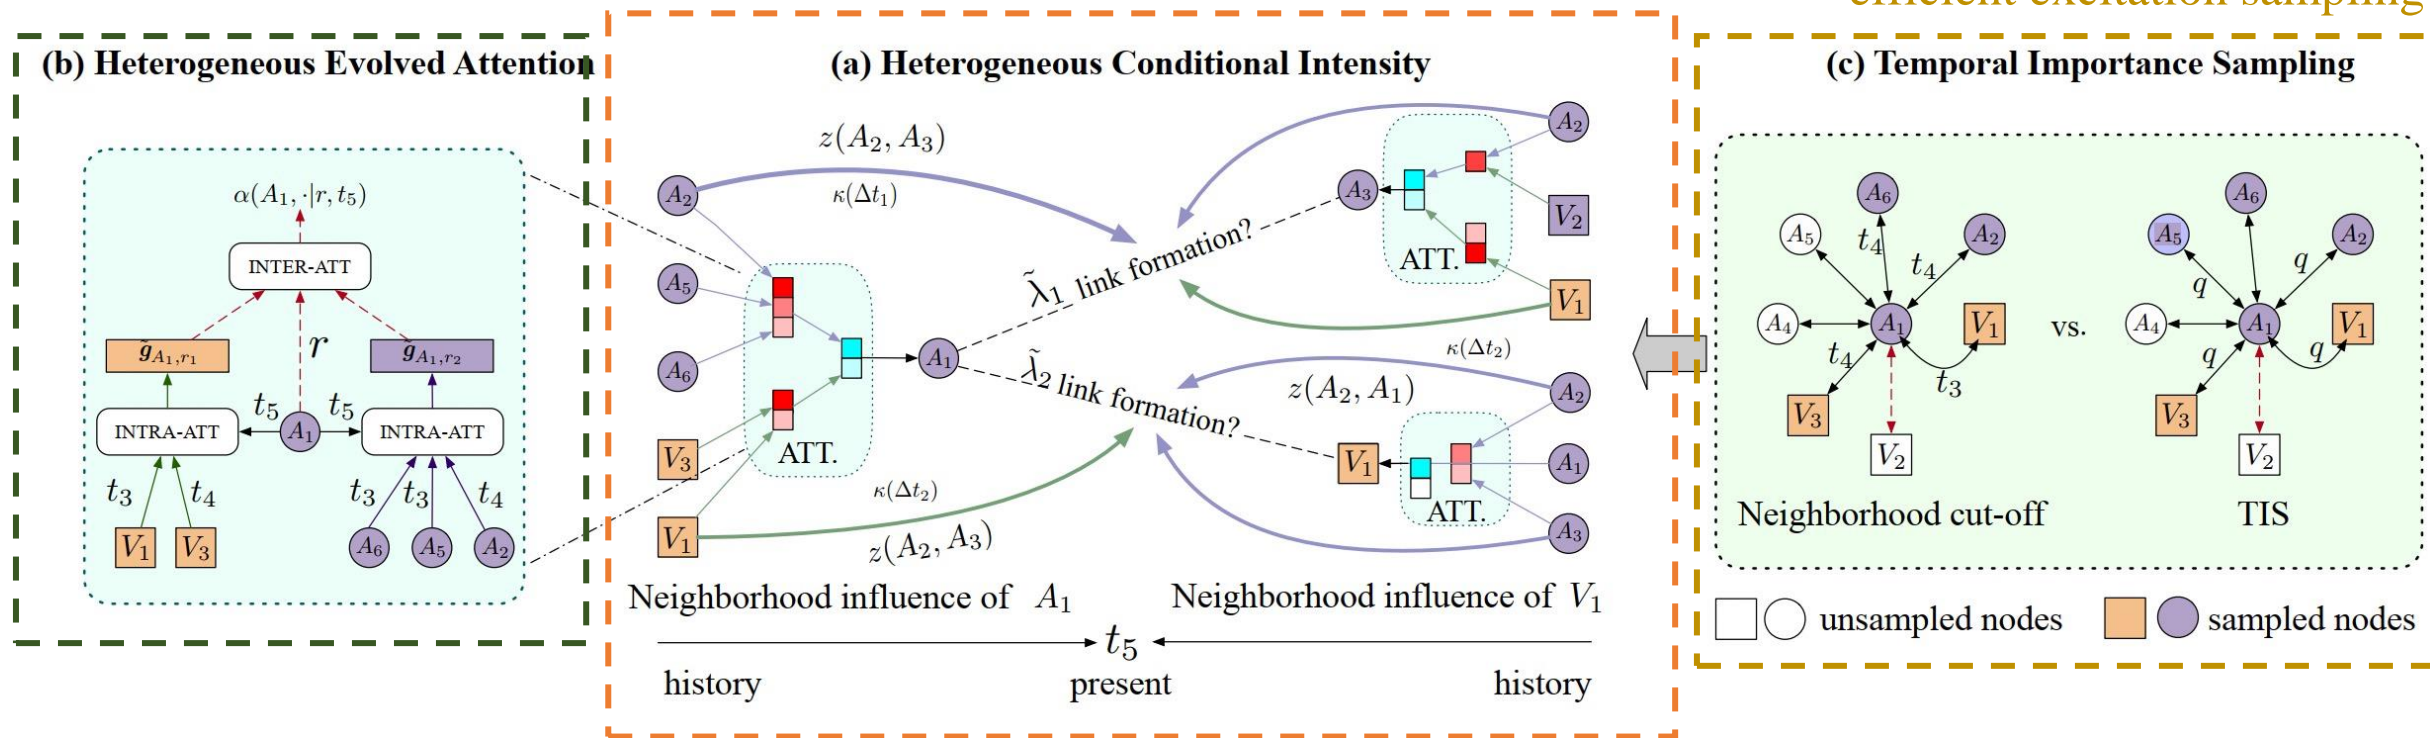 efficient excitation sampling
(b) Heterogeneous Evolved Attention
α(A₁, ·|r, t₅)
INTER-ATT
g̃_{A₁,r₁}
r
g̃_{A₁,r₂}
t₅ A₁ t₅
INTRA-ATT
INTRA-ATT
t₃ t₄
t₃ t₃ t₄
V₁ V₃
A₆ A₅ A₂
(a) Heterogeneous Conditional Intensity
z(A₂, A₃)
κ(Δt₁)
A₂
A₅
A₆
V₃
V₁
ATT.
A₁
κ(Δt₂)
z(A₂, A₃)
λ̃₁ link formation?
λ̃₂ link formation?
A₃
A₂
V₂
ATT.
V₁
κ(Δt₂)
z(A₂, A₁)
A₂
V₁
A₁
ATT.
A₃
Neighborhood influence of A₁
Neighborhood influence of V₁
t₅
history
present
history
(c) Temporal Importance Sampling
A₆
A₅ t₄ A₂
t₄
A₄ A₁ V₁
t₄ t₃
V₃
V₂
Neighborhood cut-off
vs.
A₆
A₅ A₂
q q
A₄ A₁ V₁
q q
V₃
V₂
TIS
unsampled nodes
sampled nodes